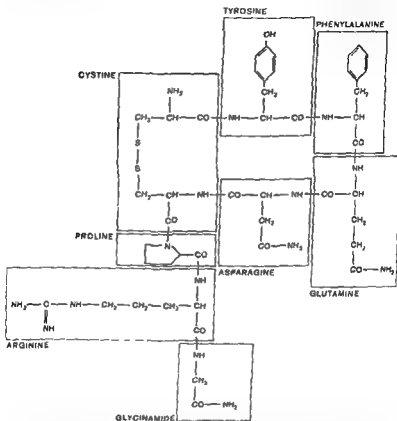 TYROSINE
PHENYLALANINE
OH
CYSTINE
NH₂ CH₂ CH₂
CH₂—CH—CO—NH—CH—CO—NH—CH
S CO
S NH
CH₂—CH—NH—CO—CH—NH—CO—CH
CO CH₂ CH₂
PROLINE N CO—NH₂ CH₂
CO ASPARAGINE CO—NH₂
NH GLUTAMINE
NH₂—C—NH—CH₂—CH₂—CH₂—CH
NH CO
ARGININE
NH
CH₂
CO—NH₂
GLYCINAMIDE